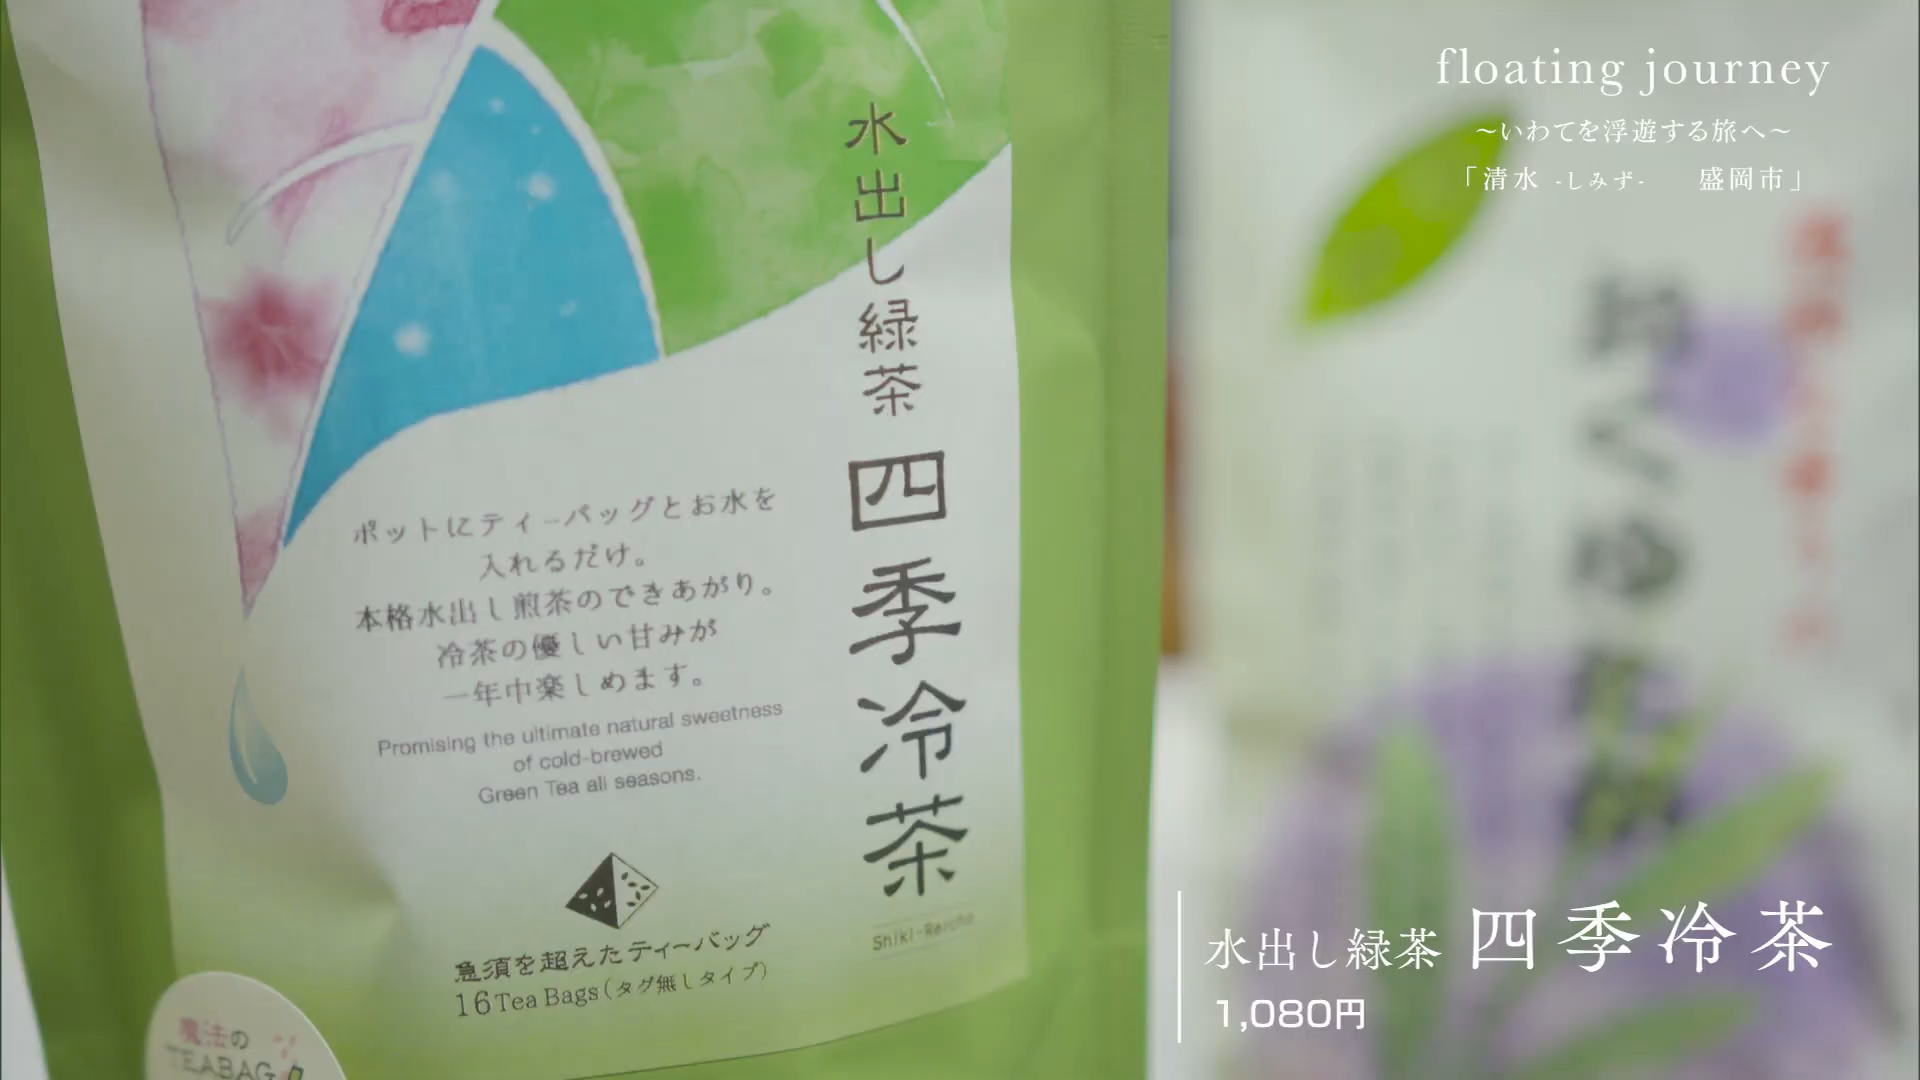 floating journey
～いわてを浮遊する旅へ～
「清水 -しみず- 盛岡市」
水出し緑茶 四季冷茶
ポットにティーバッグとお水を
入れるだけ。
本格水出し煎茶のできあがり。
冷茶の優しい甘みが
一年中楽しめます。
Promising the ultimate natural sweetness
of cold-brewed
Green Tea all seasons.
Shiki-Reicha
急須を超えたティーバッグ
16 Tea Bags(タグ無しタイプ)
魔法の
TEABAG
水出し緑茶 四季冷茶
1,080円